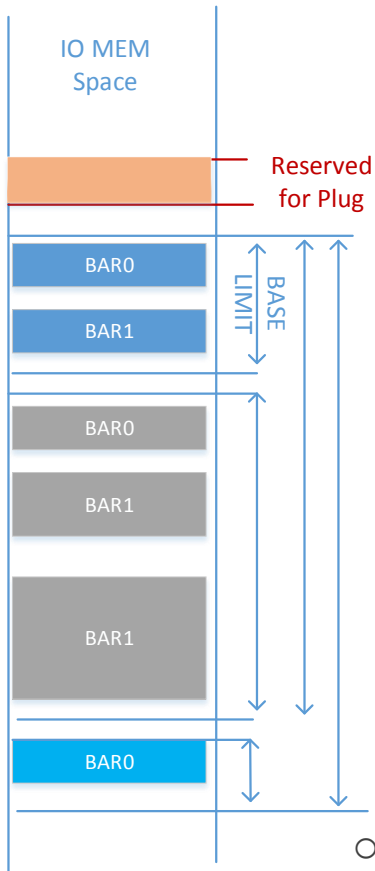 IO MEM
Space
Reserved
for Plug
BAR0
BASE
LIMIT
BAR1
BAR0
BAR1
BAR1
BAR0